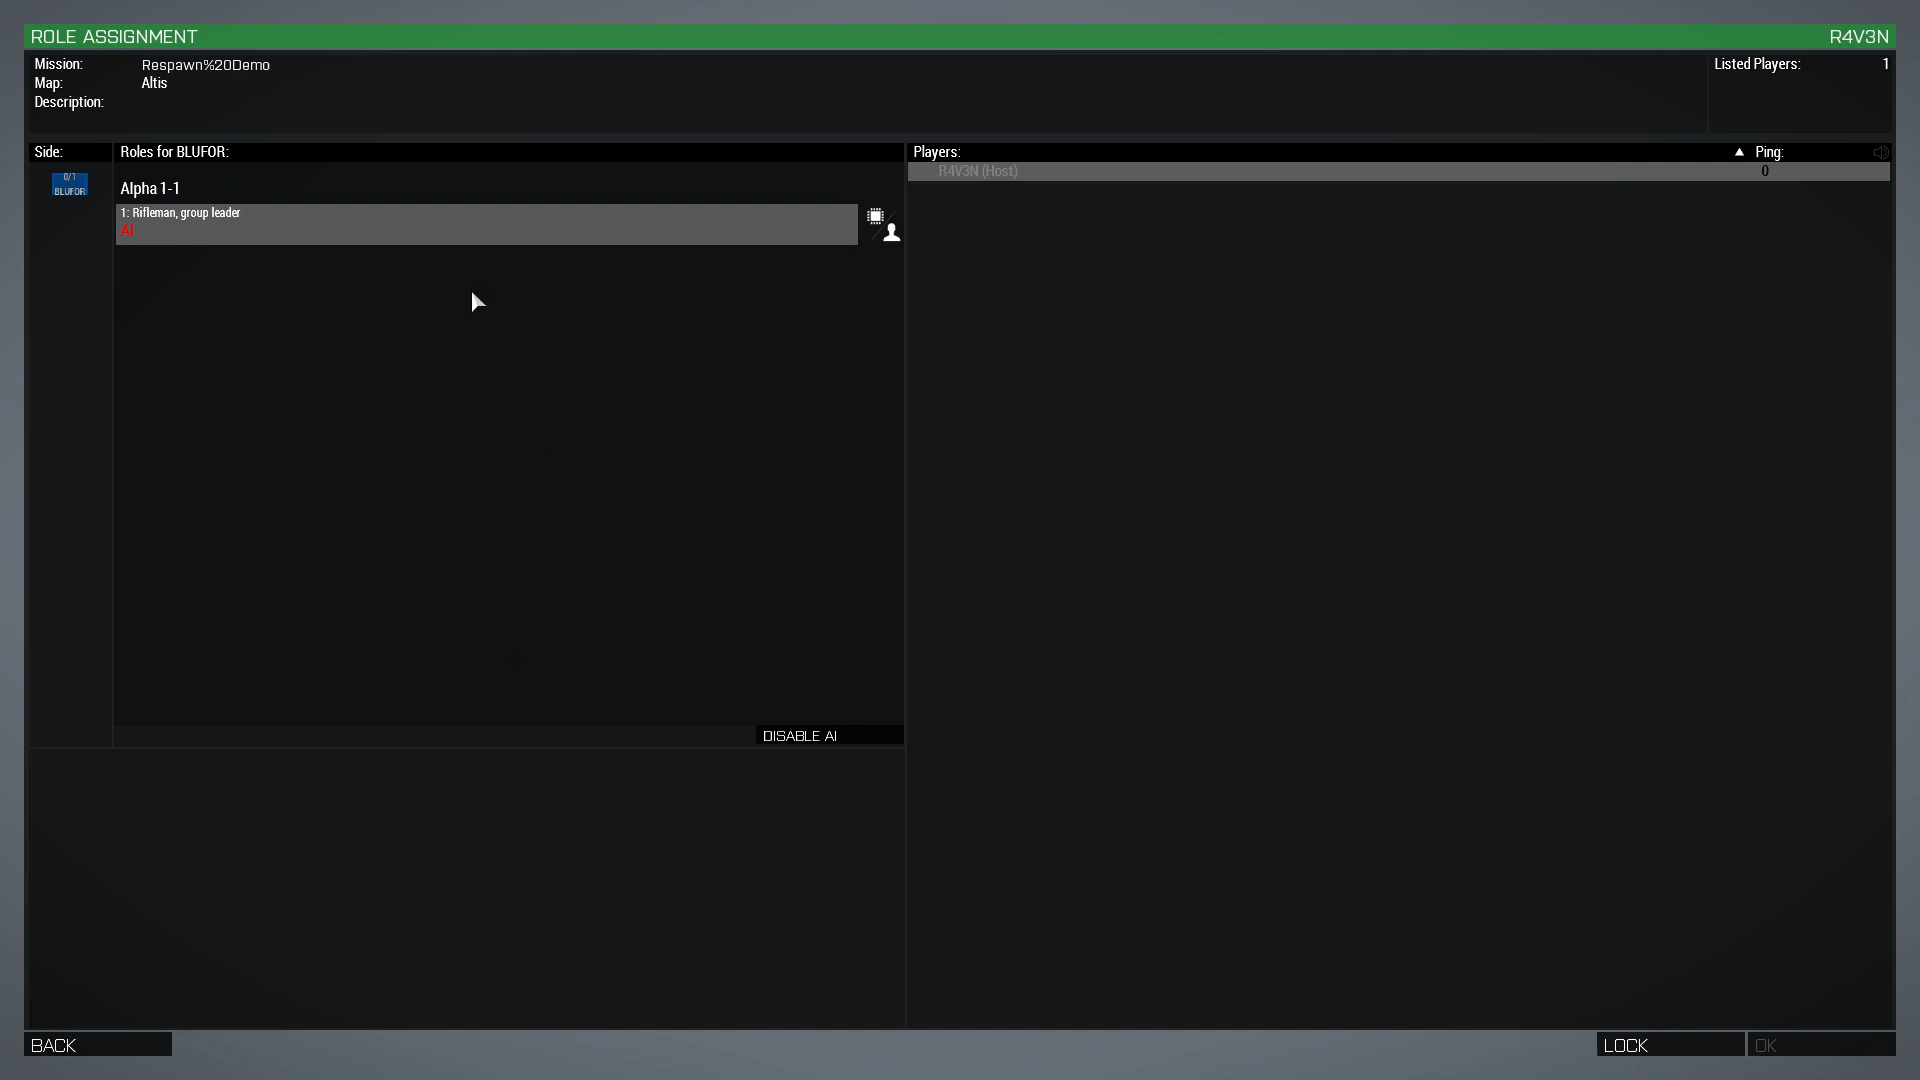 ROLE ASSIGNMENT R4V3N
Mission: Respawn%20Demo Listed Players: 1
Map: Altis
Description:
Side: Roles for BLUFOR: Players: Ping:
0/1
BLUFOR
Alpha 1-1
1: Rifleman, group leader
AI
R4V3N (Host) 0
DISABLE AI
BACK LOCK OK